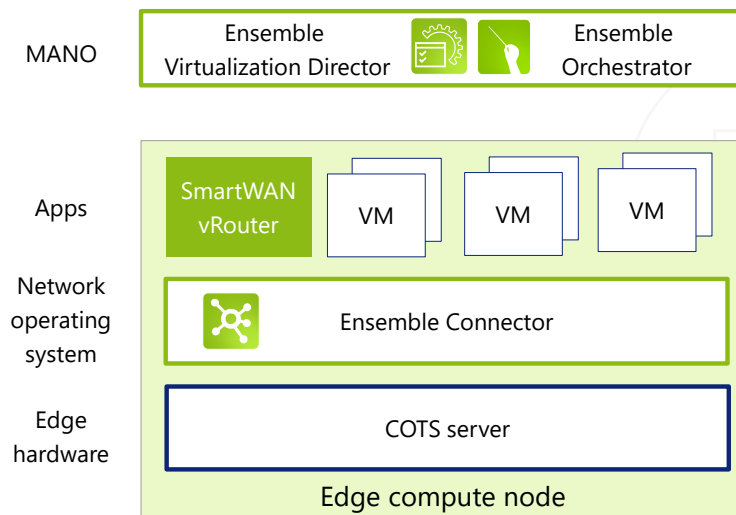 MANO
Ensemble
Virtualization Director
Ensemble
Orchestrator
Apps
SmartWAN
vRouter
VM
VM
VM
Network
operating
system
Ensemble Connector
Edge
hardware
COTS server
Edge compute node